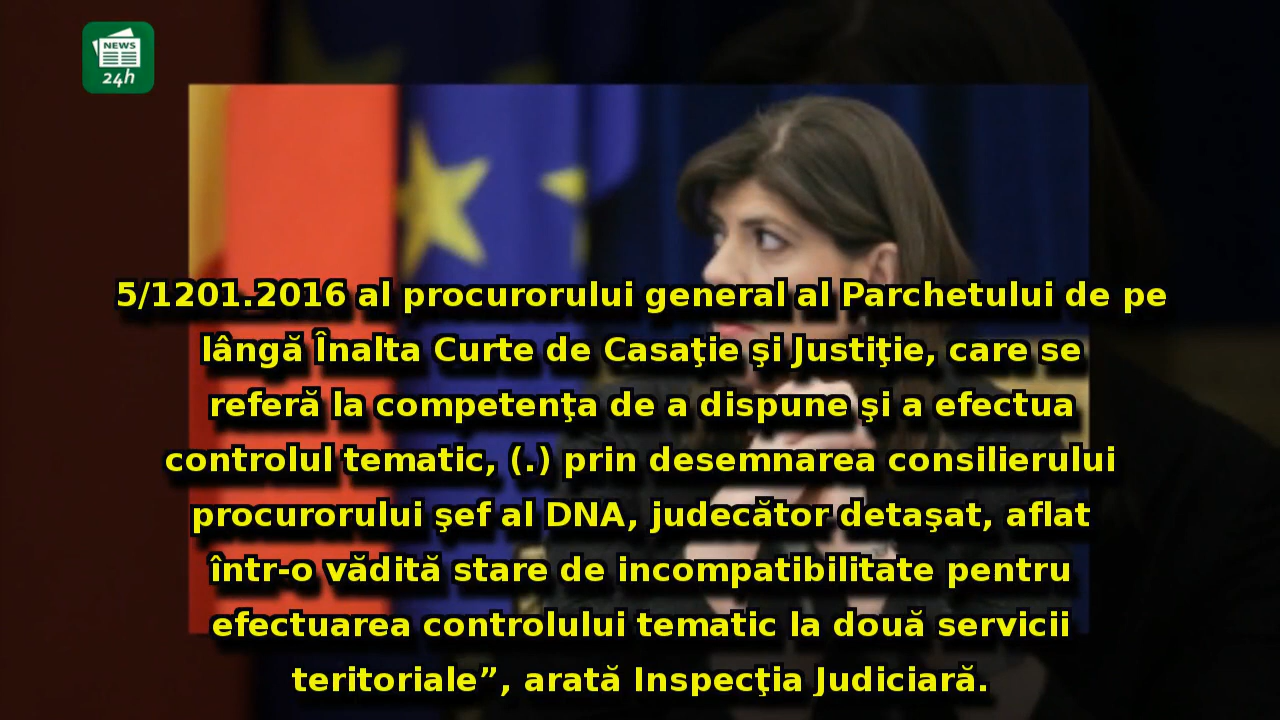 NEWS
24h
5/1201.2016 al procurorului general al Parchetului de pe
lângă Înalta Curte de Casaţie şi Justiţie, care se
referă la competenţa de a dispune şi a efectua
controlul tematic, (.) prin desemnarea consilierului
procurorului şef al DNA, judecător detaşat, aflat
într-o vădită stare de incompatibilitate pentru
efectuarea controlului tematic la două servicii
teritoriale”, arată Inspecţia Judiciară.